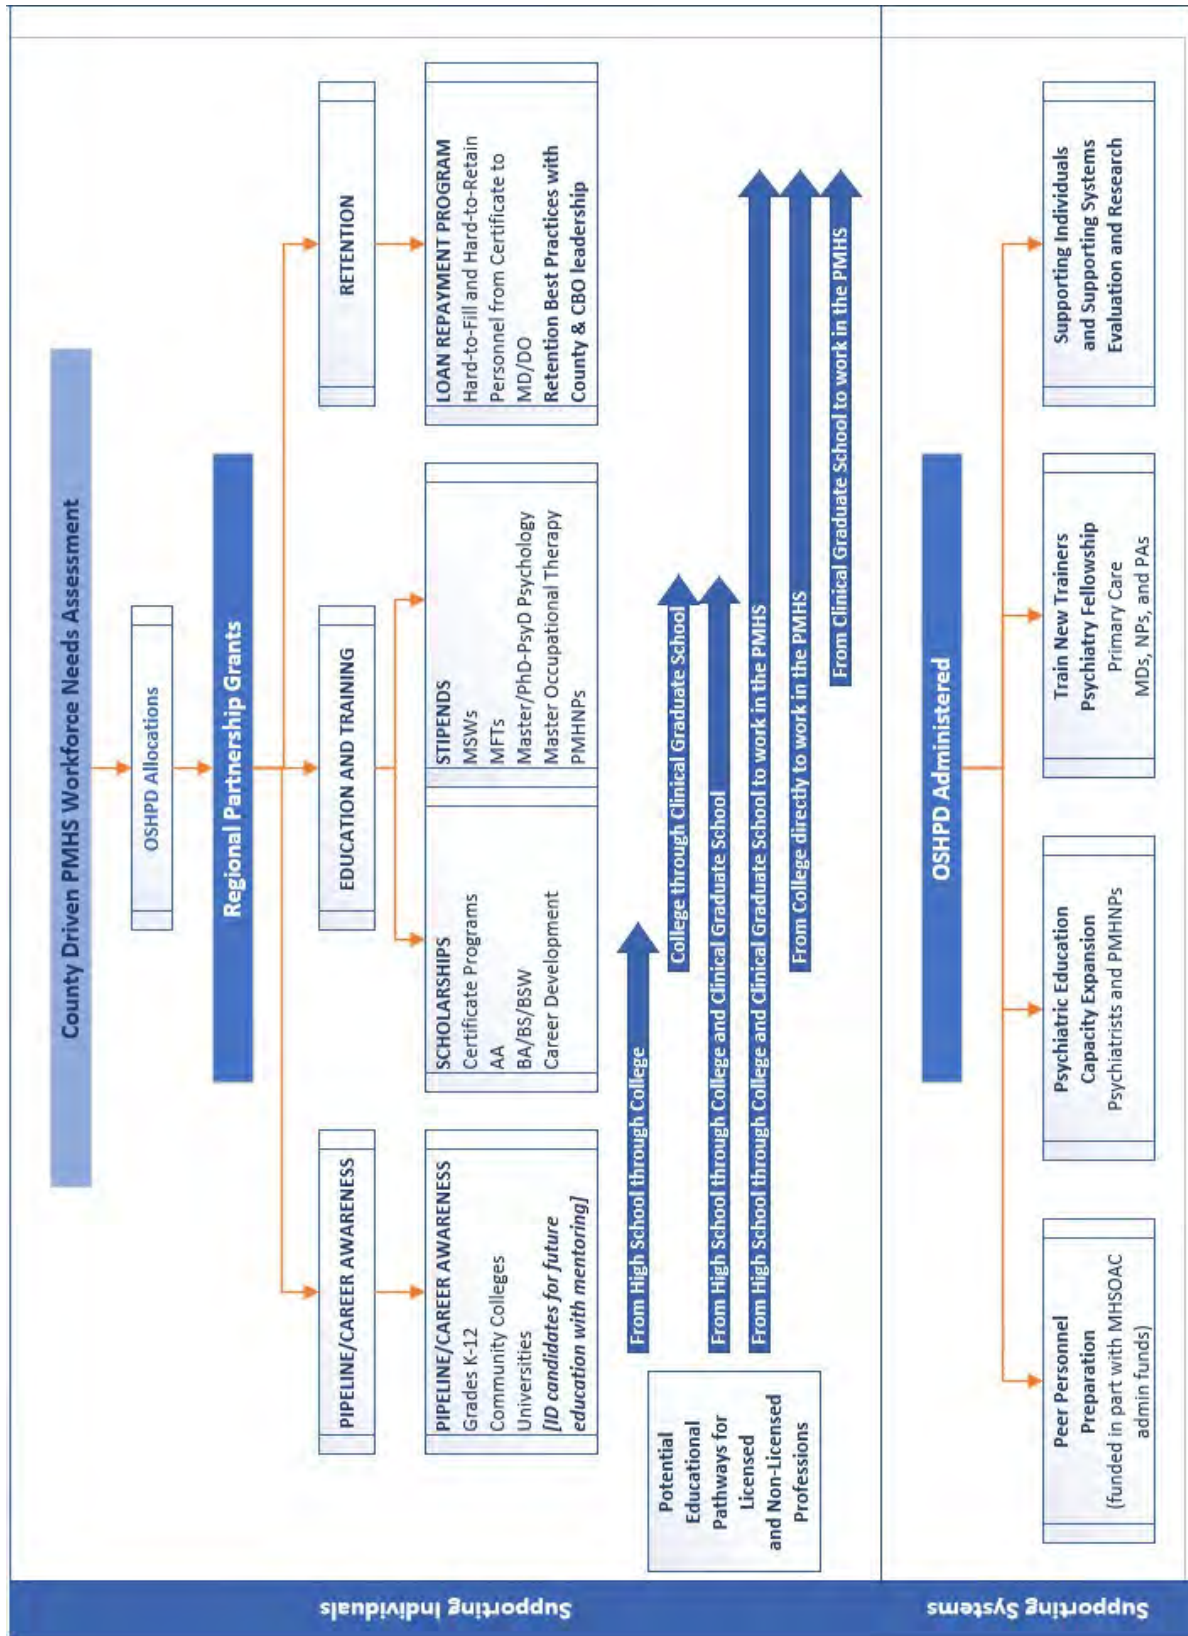 County Driven PMHS Workforce Needs Assessment
OSHPD Allocations
Regional Partnership Grants
PIPELINE/CAREER AWARENESS
EDUCATION AND TRAINING
RETENTION
PIPELINE/CAREER AWARENESS
Grades K-12
Community Colleges
Universities
[ID candidates for future
education with mentoring]
SCHOLARSHIPS
Certificate Programs
AA
BA/BS/BSW
Career Development
STIPENDS
MSWs
MFTs
Master/PhD-PsyD Psychology
Master Occupational Therapy
PMHNPs
LOAN REPAYMENT PROGRAM
Hard-to-Fill and Hard-to-Retain
Personnel from Certificate to
MD/DO
Retention Best Practices with
County & CBO leadership
Supporting Individuals
Potential
Educational
Pathways for
Licensed
and Non-Licensed
Professions
From High School through College
College through Clinical Graduate School
From High School through College and Clinical Graduate School
From High School through College and Clinical Graduate School to work in the PMHS
From College directly to work in the PMHS
From Clinical Graduate School to work in the PMHS
Supporting Systems
OSHPD Administered
Peer Personnel
Preparation
(funded in part with MHSOAC
admin funds)
Psychiatric Education
Capacity Expansion
Psychiatrists and PMHNPs
Train New Trainers
Psychiatry Fellowship
Primary Care
MDs, NPs, and PAs
Supporting Individuals
and Supporting Systems
Evaluation and Research